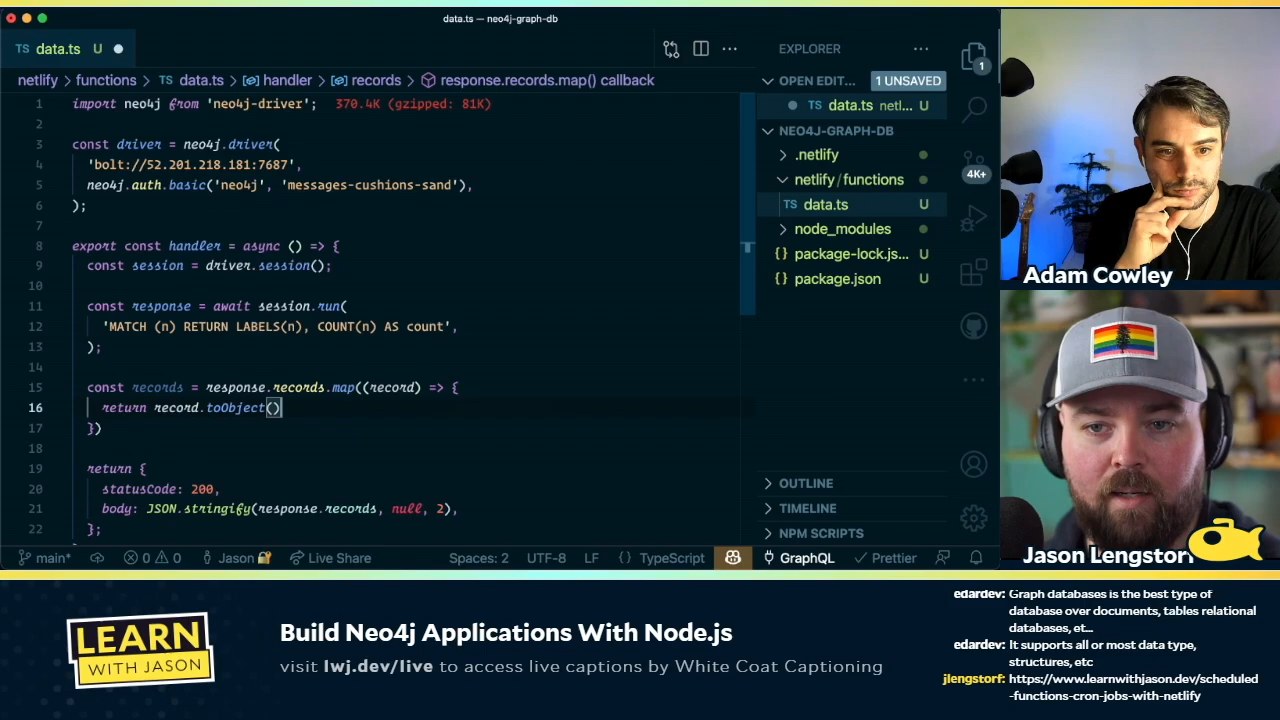 data.ts — neo4j-graph-db
TS data.ts U
netlify › functions › TS data.ts › handler › records › response.records.map() callback
1 import neo4j from 'neo4j-driver'; 370.4K (gzipped: 81K)
2
3 const driver = neo4j.driver(
4 'bolt://52.201.218.181:7687',
5 neo4j.auth.basic('neo4j', 'messages-cushions-sand'),
6 );
7
8 export const handler = async () => {
9 const session = driver.session();
10
11 const response = await session.run(
12 'MATCH (n) RETURN LABELS(n), COUNT(n) AS count',
13 );
14
15 const records = response.records.map((record) => {
16 return record.toObject()
17 })
18
19 return {
20 statusCode: 200,
21 body: JSON.stringify(response.records, null, 2),
22 };
EXPLORER
OPEN EDIT... 1 UNSAVED
TS data.ts netl... U
NEO4J-GRAPH-DB
.netlify
netlify/functions
TS data.ts U
node_modules
{} package-lock.js... U
{} package.json U
OUTLINE
TIMELINE
NPM SCRIPTS
1
4K+
main* 0 0 Jason Live Share Spaces: 2 UTF-8 LF {} TypeScript GraphQL Prettier
Adam Cowley
Jason Lengstorf
LEARN
WITH JASON
Build Neo4j Applications With Node.js
visit lwj.dev/live to access live captions by White Coat Captioning
edardev: Graph databases is the best type of
database over documents, tables relational
databases, et...
edardev: It supports all or most data type,
structures, etc
jlengstorf: https://www.learnwithjason.dev/scheduled
-functions-cron-jobs-with-netlify